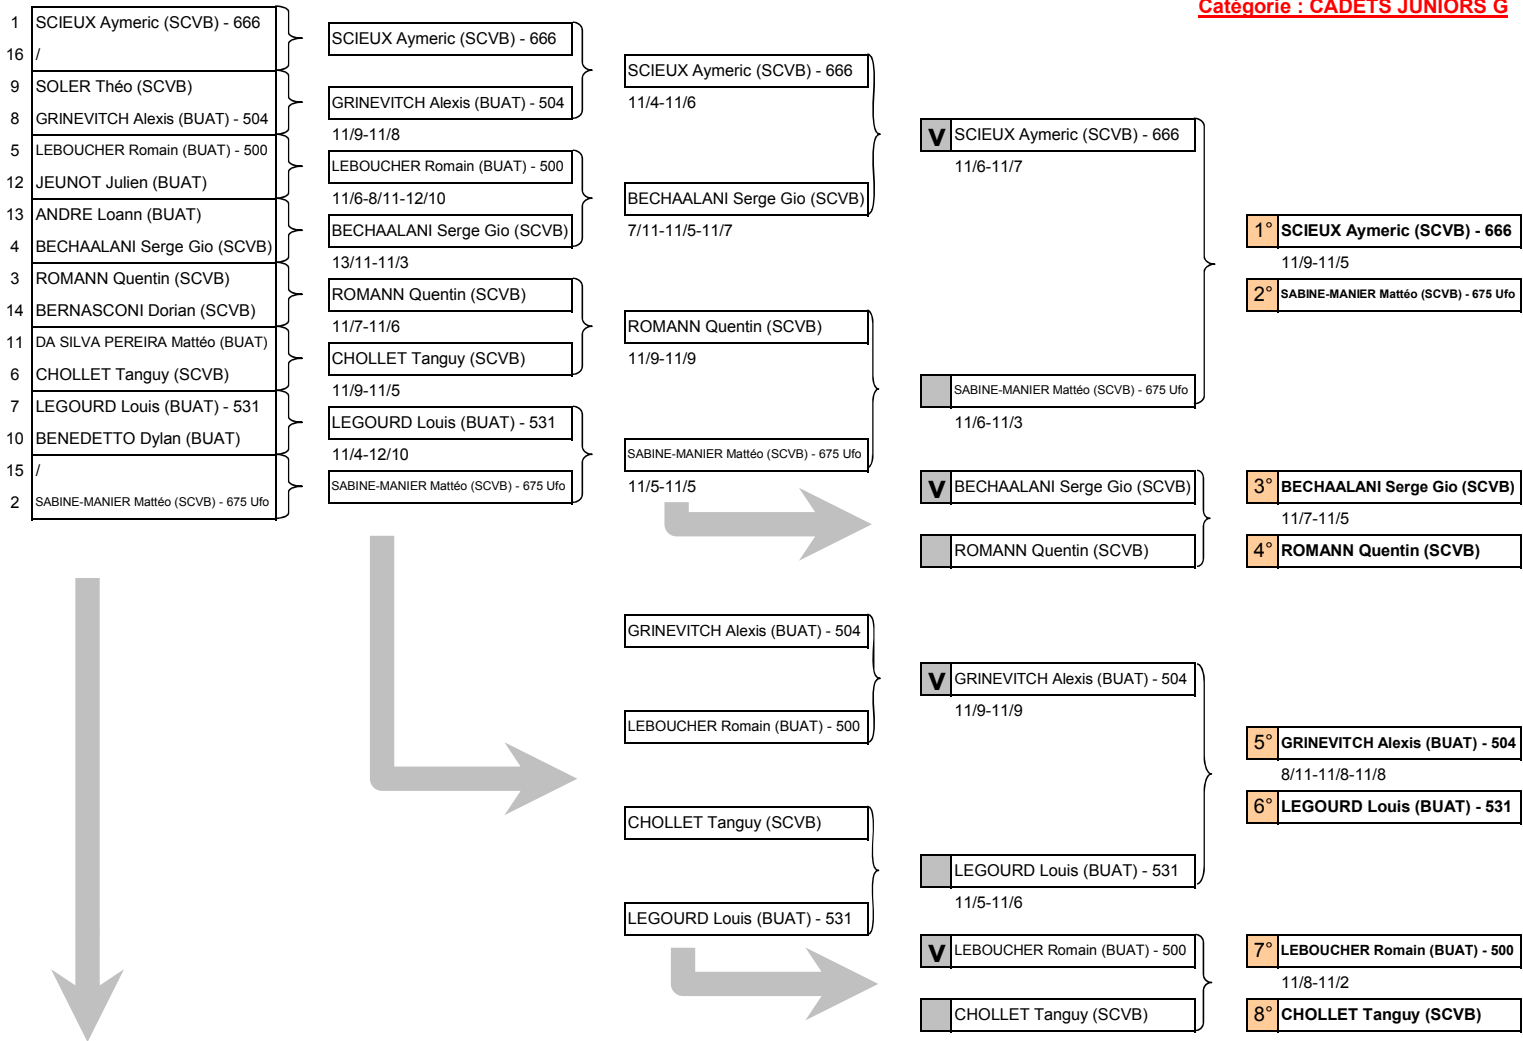 Catégorie : CADETS JUNIORS G
1 SCIEUX Aymeric (SCVB) - 666
16 /
9 SOLER Théo (SCVB)
8 GRINEVITCH Alexis (BUAT) - 504
5 LEBOUCHER Romain (BUAT) - 500
12 JEUNOT Julien (BUAT)
13 ANDRE Loann (BUAT)
4 BECHAALANI Serge Gio (SCVB)
3 ROMANN Quentin (SCVB)
14 BERNASCONI Dorian (SCVB)
11 DA SILVA PEREIRA Mattéo (BUAT)
6 CHOLLET Tanguy (SCVB)
7 LEGOURD Louis (BUAT) - 531
10 BENEDETTO Dylan (BUAT)
15 /
2 SABINE-MANIER Mattéo (SCVB) - 675 Ufo
SCIEUX Aymeric (SCVB) - 666
GRINEVITCH Alexis (BUAT) - 504
11/9-11/8
LEBOUCHER Romain (BUAT) - 500
11/6-8/11-12/10
BECHAALANI Serge Gio (SCVB)
13/11-11/3
ROMANN Quentin (SCVB)
11/7-11/6
CHOLLET Tanguy (SCVB)
11/9-11/5
LEGOURD Louis (BUAT) - 531
11/4-12/10
SABINE-MANIER Mattéo (SCVB) - 675 Ufo
SCIEUX Aymeric (SCVB) - 666
11/4-11/6
BECHAALANI Serge Gio (SCVB)
7/11-11/5-11/7
ROMANN Quentin (SCVB)
11/9-11/9
SABINE-MANIER Mattéo (SCVB) - 675 Ufo
11/5-11/5
GRINEVITCH Alexis (BUAT) - 504
LEBOUCHER Romain (BUAT) - 500
CHOLLET Tanguy (SCVB)
LEGOURD Louis (BUAT) - 531
V SCIEUX Aymeric (SCVB) - 666
11/6-11/7
SABINE-MANIER Mattéo (SCVB) - 675 Ufo
11/6-11/3
V BECHAALANI Serge Gio (SCVB)
ROMANN Quentin (SCVB)
V GRINEVITCH Alexis (BUAT) - 504
11/9-11/9
LEGOURD Louis (BUAT) - 531
11/5-11/6
V LEBOUCHER Romain (BUAT) - 500
CHOLLET Tanguy (SCVB)
1° SCIEUX Aymeric (SCVB) - 666
11/9-11/5
2° SABINE-MANIER Mattéo (SCVB) - 675 Ufo
3° BECHAALANI Serge Gio (SCVB)
11/7-11/5
4° ROMANN Quentin (SCVB)
5° GRINEVITCH Alexis (BUAT) - 504
8/11-11/8-11/8
6° LEGOURD Louis (BUAT) - 531
7° LEBOUCHER Romain (BUAT) - 500
11/8-11/2
8° CHOLLET Tanguy (SCVB)